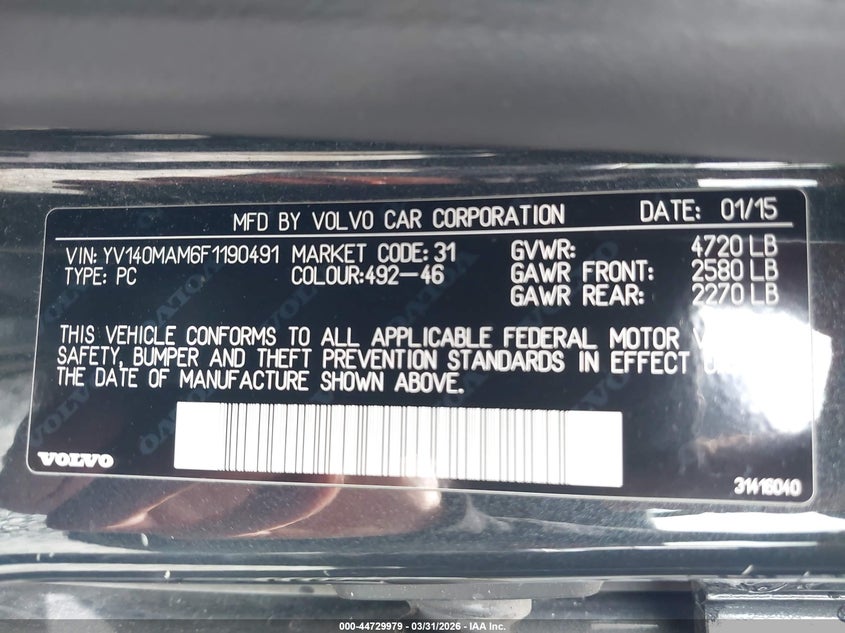 MFD BY VOLVO CAR CORPORATION DATE: 01/15
VIN: YV140MAM6F1190491 MARKET CODE: 31 GVWR: 4720 LB
TYPE: PC COLOUR:492-46 GAWR FRONT: 2580 LB
GAWR REAR: 2270 LB
THIS VEHICLE CONFORMS TO ALL APPLICABLE FEDERAL MOTOR
SAFETY, BUMPER AND THEFT PREVENTION STANDARDS IN EFFECT
THE DATE OF MANUFACTURE SHOWN ABOVE.
VOLVO
31416040
000-44729979 - 03/31/2026 - IAA Inc.